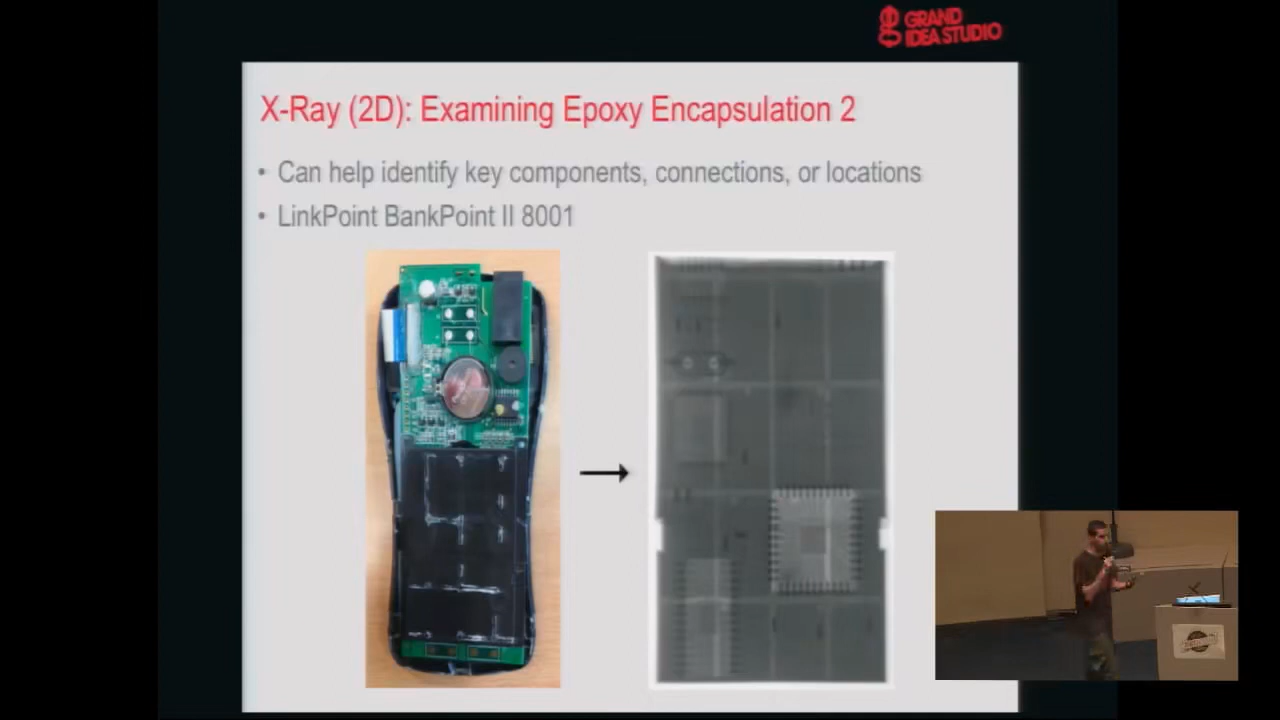 GRAND
IDEA STUDIO
X-Ray (2D): Examining Epoxy Encapsulation 2
• Can help identify key components, connections, or locations
• LinkPoint BankPoint II 8001